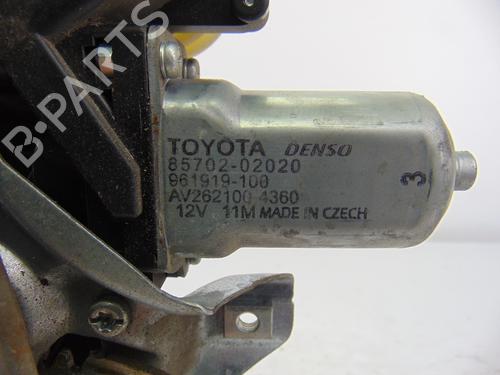 TOYOTA DENSO
85702-02020
961919-100
AV262100 4360
12V 11M MADE IN CZECH
3
B-PARTS